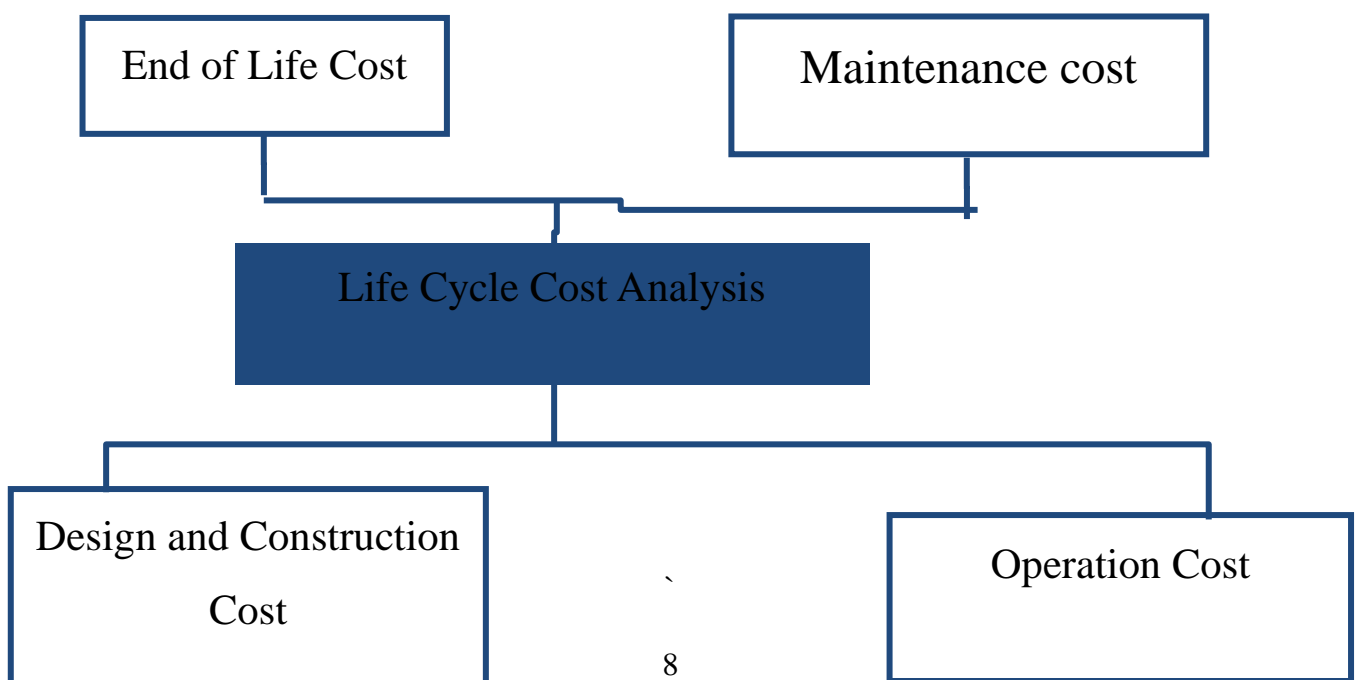 End of Life Cost
Maintenance cost
Life Cycle Cost Analysis
Design and Construction
Cost
Operation Cost
`
8